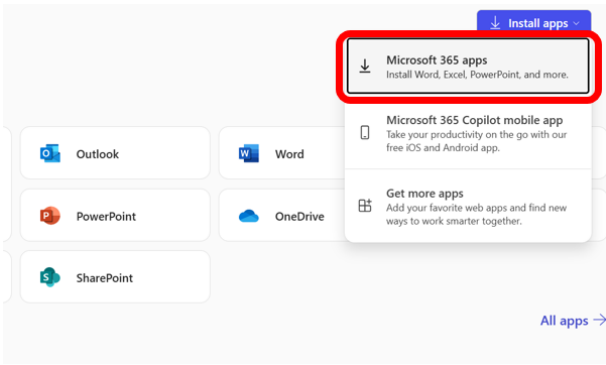 Install apps
Microsoft 365 apps
Install Word, Excel, PowerPoint, and more.
Microsoft 365 Copilot mobile app
Take your productivity on the go with our
free iOS and Android app.
Get more apps
Add your favorite web apps and find new
ways to work smarter together.
Outlook
Word
PowerPoint
OneDrive
SharePoint
All apps